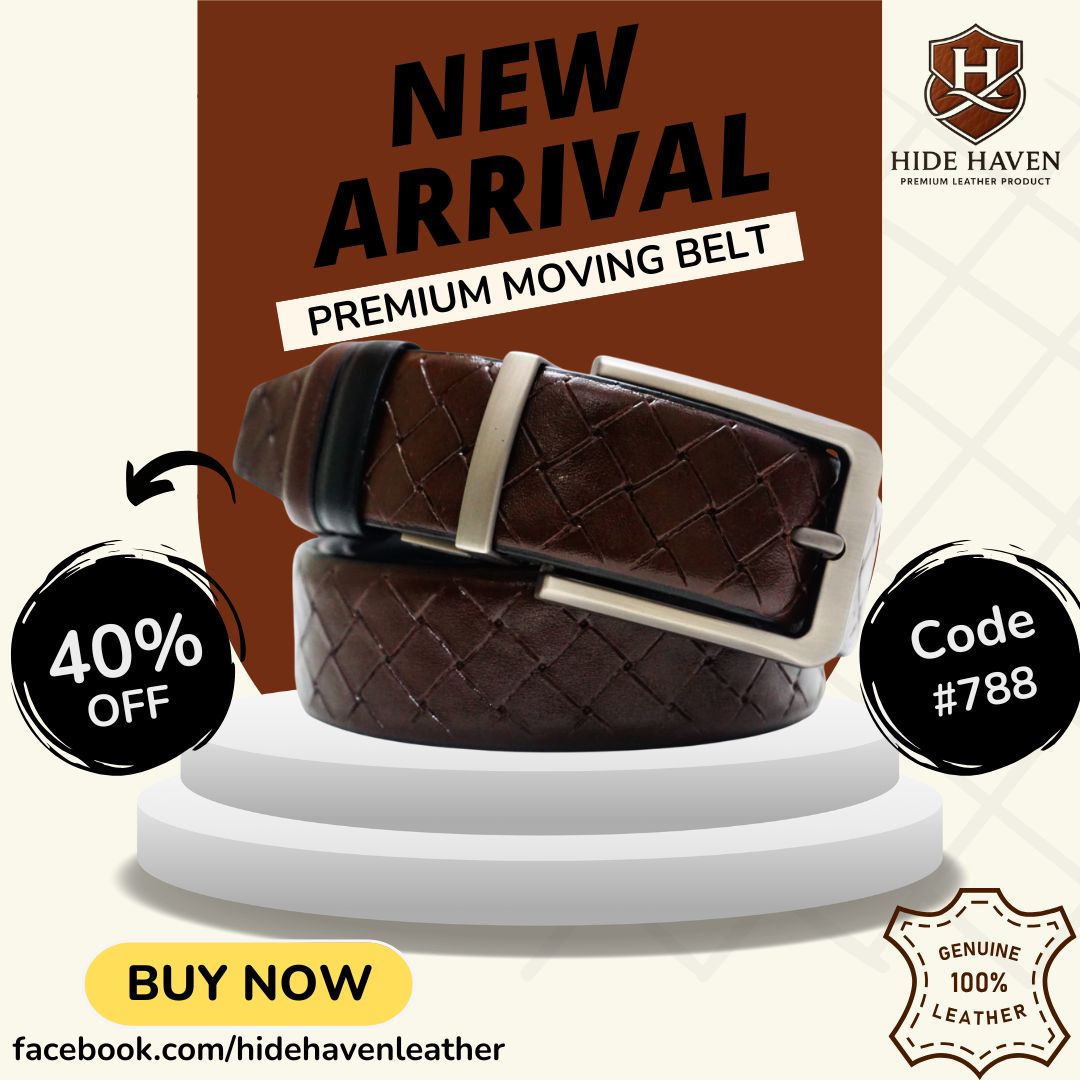 NEW
ARRIVAL
PREMIUM MOVING BELT
H
HIDE HAVEN
PREMIUM LEATHER PRODUCT
40%
OFF
Code
#788
BUY NOW
facebook.com/hidehavenleather
GENUINE
100%
LEATHER